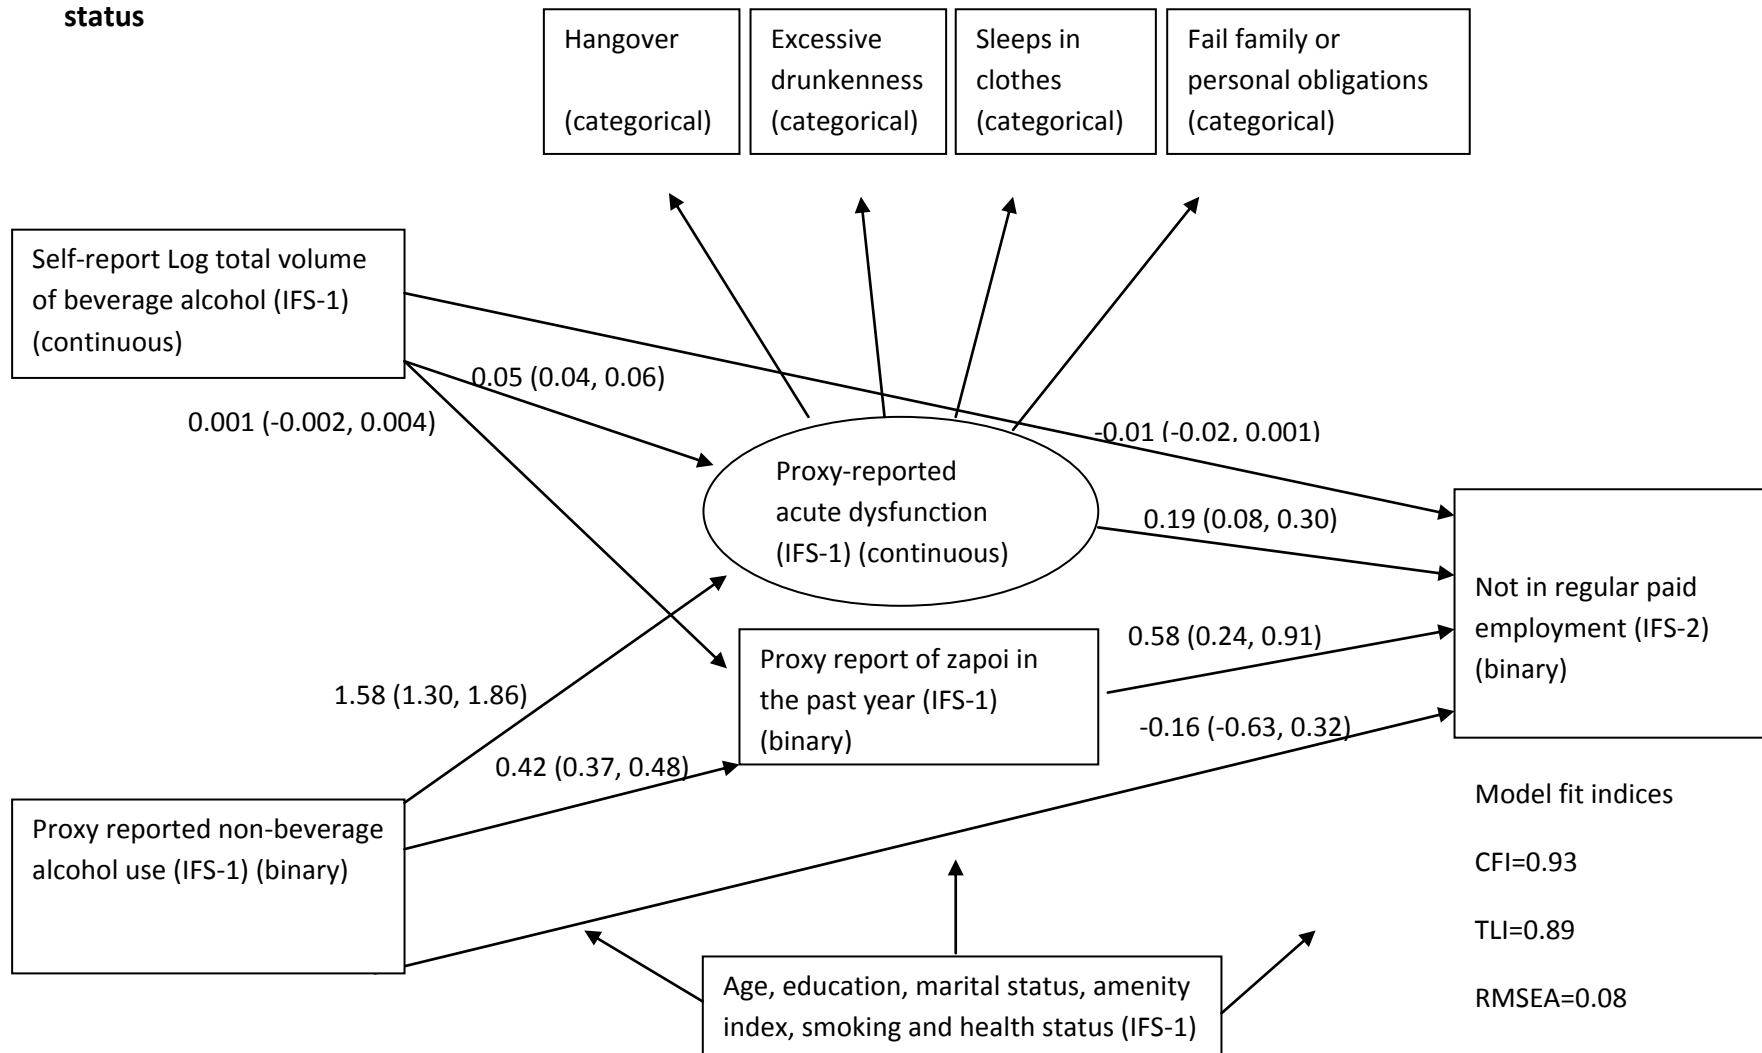 status
Hangover
(categorical)
Excessive
drunkenness
(categorical)
Sleeps in
clothes
(categorical)
Fail family or
personal obligations
(categorical)
Self-report Log total volume
of beverage alcohol (IFS-1)
(continuous)
0.05 (0.04, 0.06)
0.001 (-0.002, 0.004)
-0.01 (-0.02, 0.001)
Proxy-reported
acute dysfunction
(IFS-1) (continuous)
0.19 (0.08, 0.30)
Not in regular paid
employment (IFS-2)
(binary)
0.58 (0.24, 0.91)
Proxy report of zapoi in
the past year (IFS-1)
(binary)
1.58 (1.30, 1.86)
-0.16 (-0.63, 0.32)
0.42 (0.37, 0.48)
Proxy reported non-beverage
alcohol use (IFS-1) (binary)
Model fit indices
CFI=0.93
TLI=0.89
RMSEA=0.08
Age, education, marital status, amenity
index, smoking and health status (IFS-1)